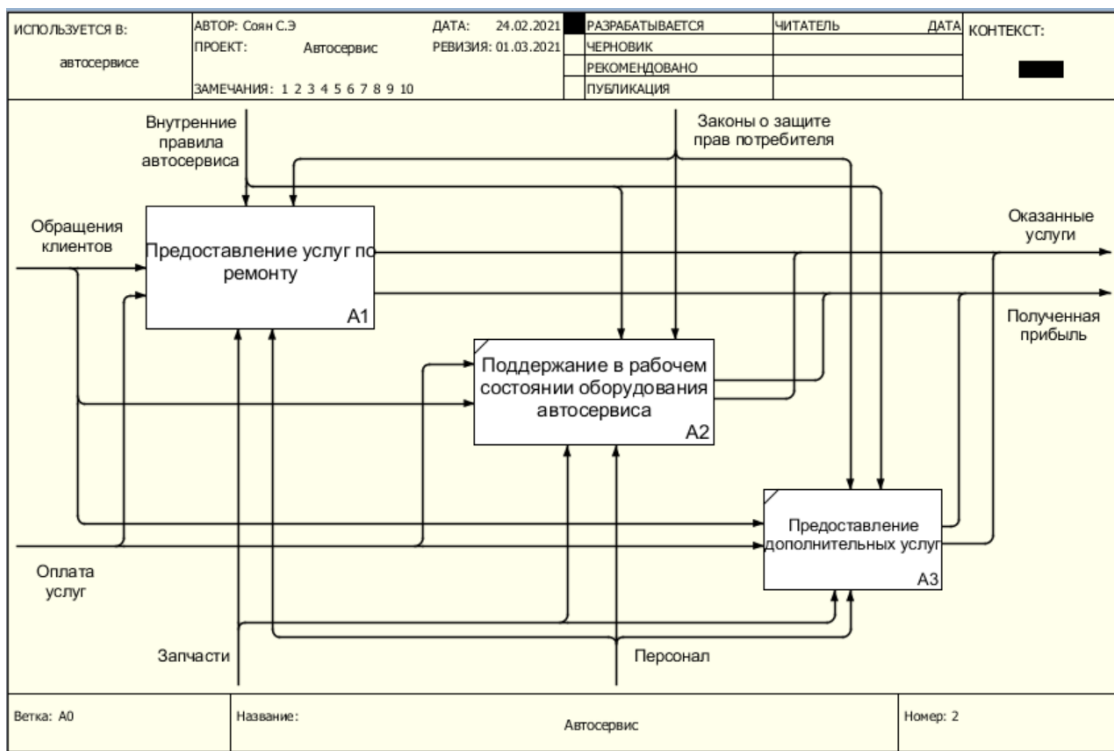 ИСПОЛЬЗУЕТСЯ В:
автосервисе
АВТОР: Соян С.Э
ДАТА: 24.02.2021
ПРОЕКТ: Автосервис
РЕВИЗИЯ: 01.03.2021
ЗАМЕЧАНИЯ: 1 2 3 4 5 6 7 8 9 10
РАЗРАБАТЫВАЕТСЯ
ЧЕРНОВИК
РЕКОМЕНДОВАНО
ПУБЛИКАЦИЯ
ЧИТАТЕЛЬ
ДАТА
КОНТЕКСТ:
Внутренние
правила
автосервиса
Законы о защите
прав потребителя
Обращения
клиентов
Предоставление услуг по
ремонту
A1
Оказанные
услуги
Полученная
прибыль
Поддержание в рабочем
состоянии оборудования
автосервиса
A2
Предоставление
дополнительных услуг
A3
Оплата
услуг
Запчасти
Персонал
Ветка: A0
Название:
Автосервис
Номер: 2